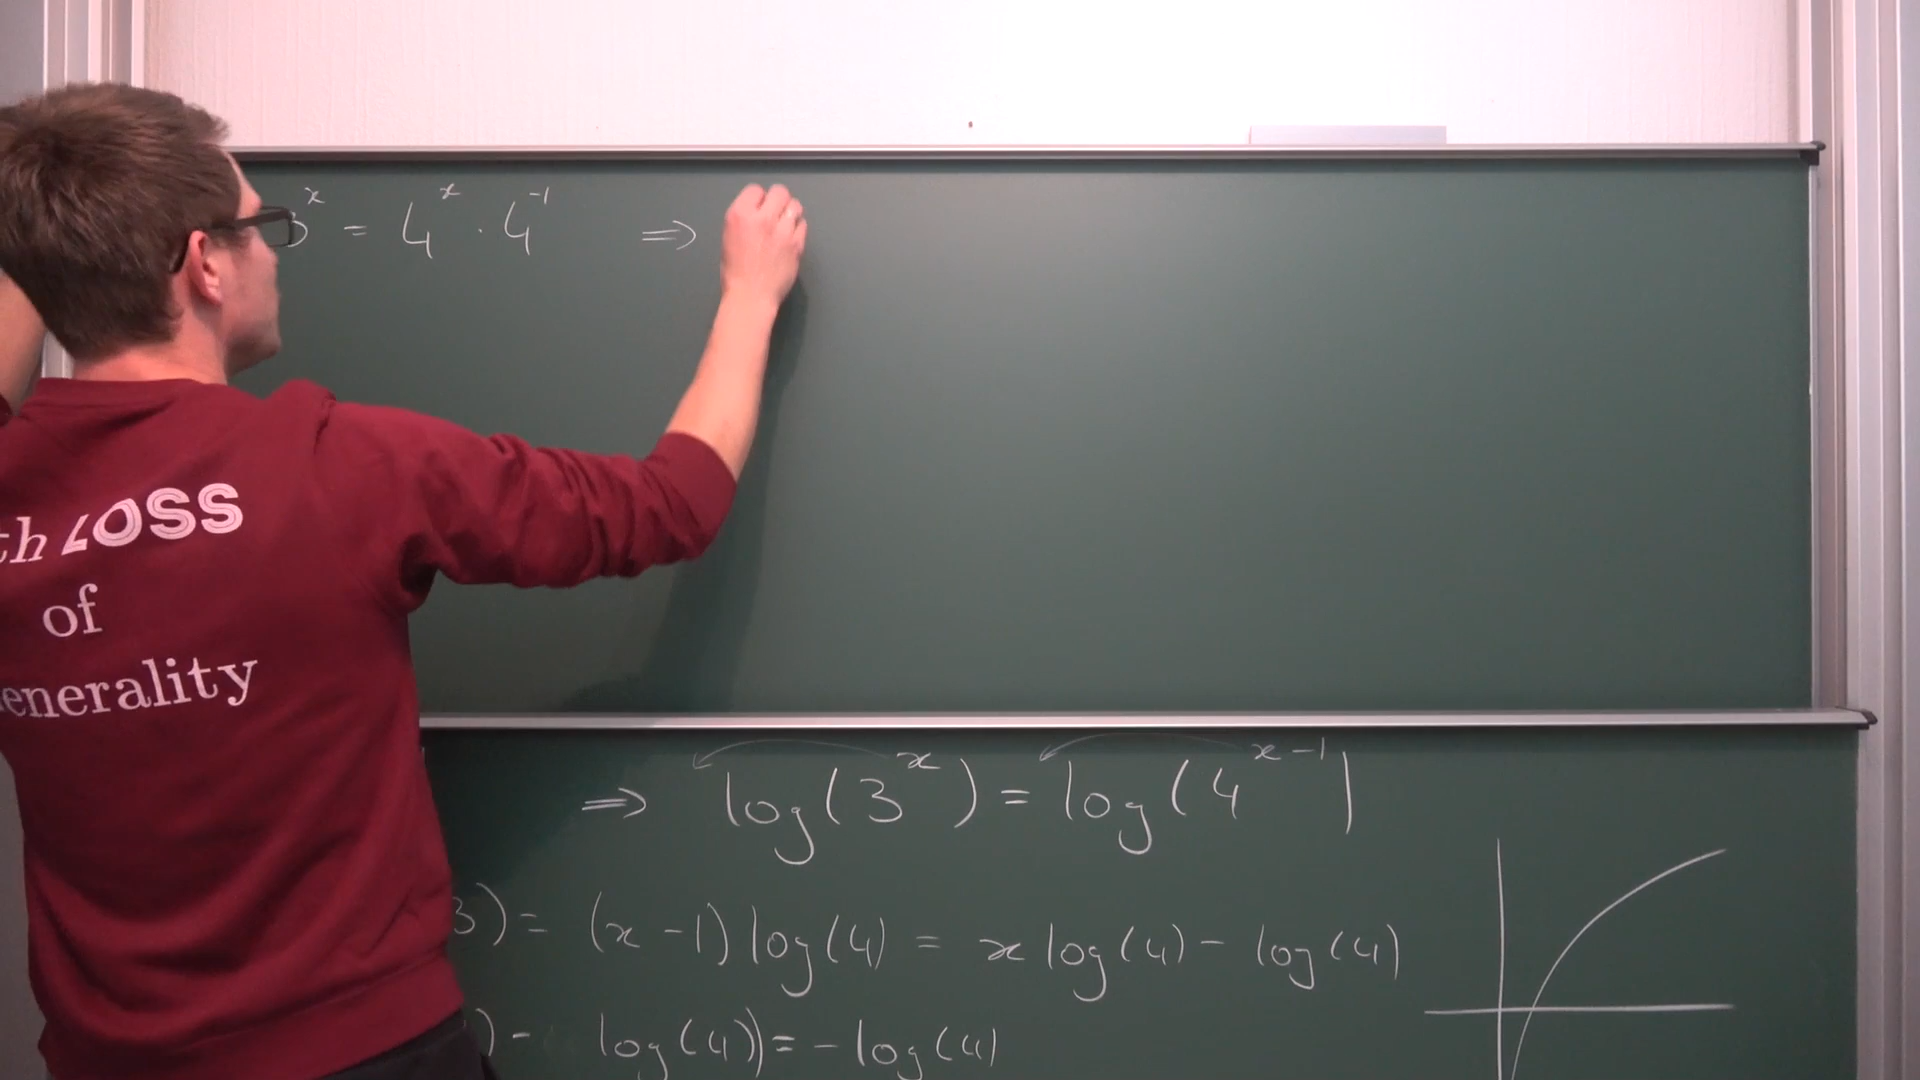 3^x = 4^x · 4^-1 ⇒
th LOSS
of
enerality
⇒ log(3^x) = log(4^x-1)
3) = (x-1) log(4) = x log(4) - log(4)
) - log(4)) = - log(4)